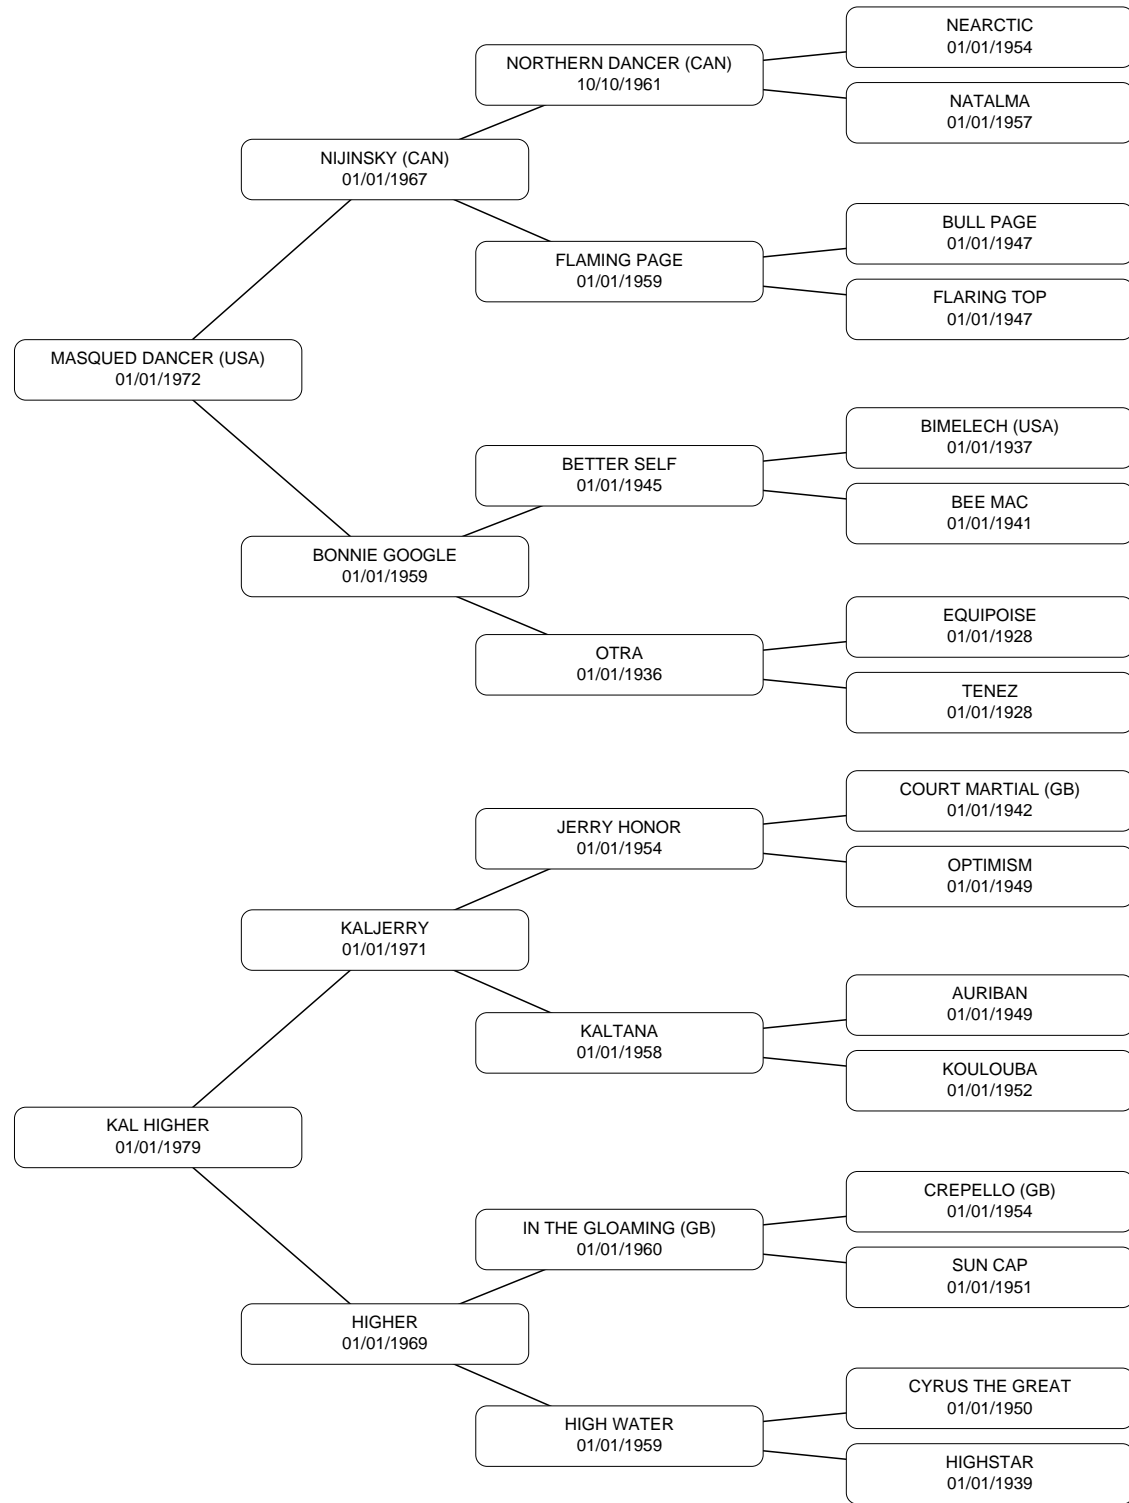 NEARCTIC
01/01/1954
NORTHERN DANCER (CAN)
10/10/1961
NATALMA
01/01/1957
NIJINSKY (CAN)
01/01/1967
BULL PAGE
01/01/1947
FLAMING PAGE
01/01/1959
FLARING TOP
01/01/1947
MASQUED DANCER (USA)
01/01/1972
BIMELECH (USA)
01/01/1937
BETTER SELF
01/01/1945
BEE MAC
01/01/1941
BONNIE GOOGLE
01/01/1959
EQUIPOISE
01/01/1928
OTRA
01/01/1936
TENEZ
01/01/1928
COURT MARTIAL (GB)
01/01/1942
JERRY HONOR
01/01/1954
OPTIMISM
01/01/1949
KALJERRY
01/01/1971
AURIBAN
01/01/1949
KALTANA
01/01/1958
KOULOUBA
01/01/1952
KAL HIGHER
01/01/1979
CREPELLO (GB)
01/01/1954
IN THE GLOAMING (GB)
01/01/1960
SUN CAP
01/01/1951
HIGHER
01/01/1969
CYRUS THE GREAT
01/01/1950
HIGH WATER
01/01/1959
HIGHSTAR
01/01/1939